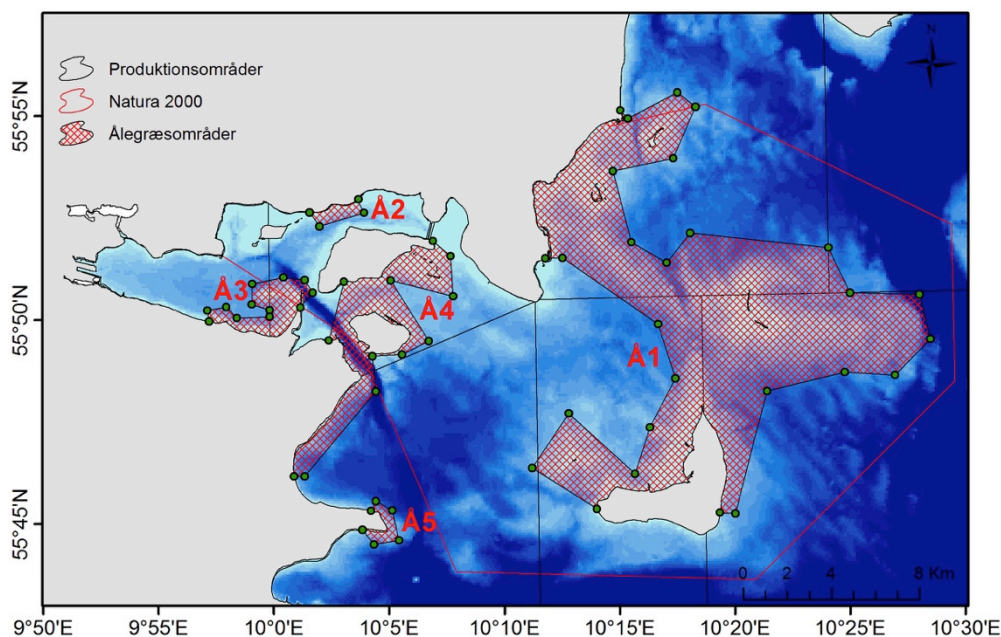 Produktionsområder
Natura 2000
Ålegræsområder
N
55°55'N
55°50'N
55°45'N
Å2
Å3
Å4
Å1
Å5
0 2 4 8 Km
9°50'E 9°55'E 10°0'E 10°5'E 10°10'E 10°15'E 10°20'E 10°25'E 10°30'E